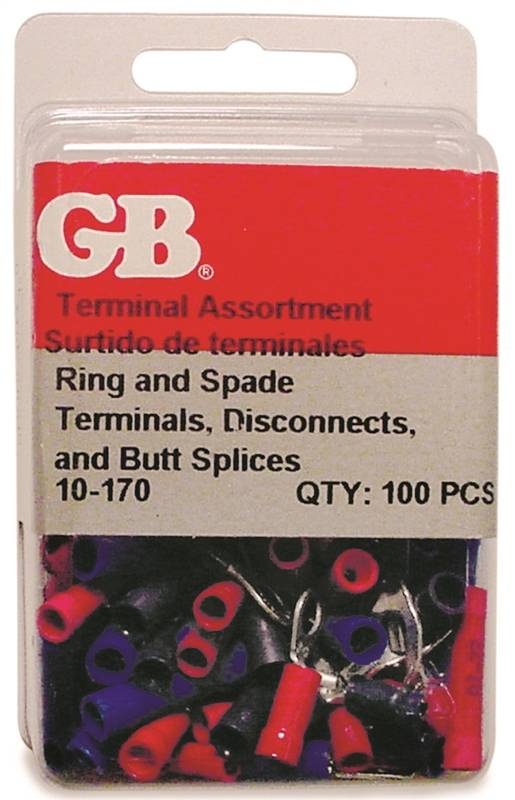 GB®
Terminal Assortment
Surtido de terminales
Ring and Spade
Terminals, Disconnects,
and Butt Splices
10-170 QTY: 100 PCS